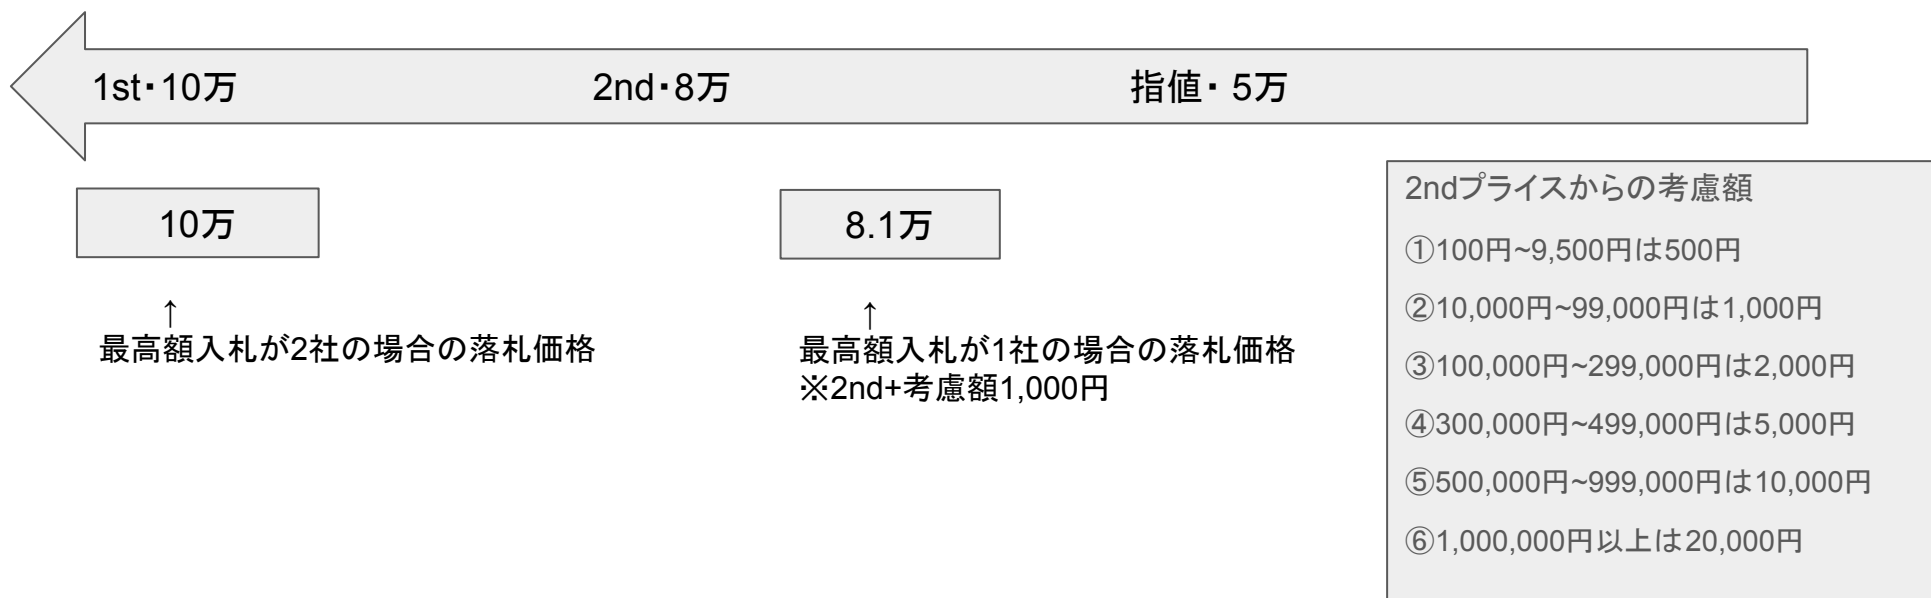 1st・10万
2nd・8万
指値・ 5万
10万
↑
最高額入札が2社の場合の落札価格
8.1万
↑
最高額入札が1社の場合の落札価格
※2nd+考慮額1,000円
2ndプライスからの考慮額
①100円~9,500円は500円
②10,000円~99,000円は1,000円
③100,000円~299,000円は2,000円
④300,000円~499,000円は5,000円
⑤500,000円~999,000円は10,000円
⑥1,000,000円以上は20,000円